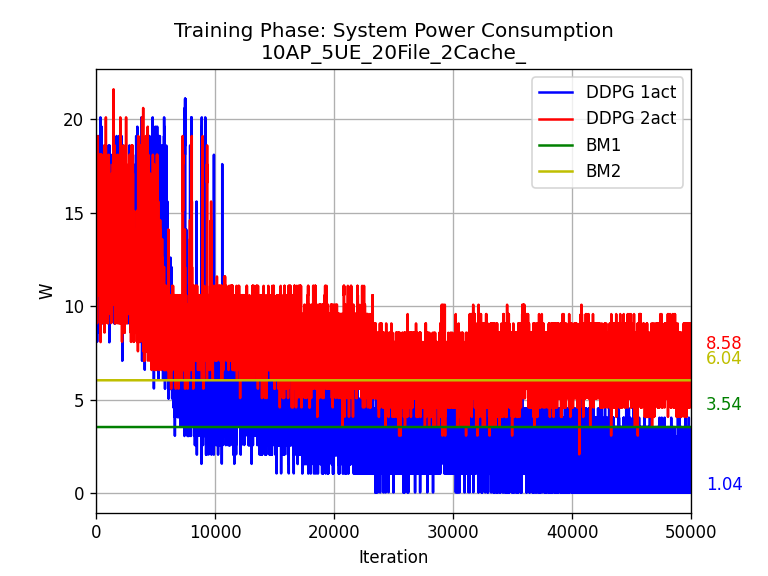 Training Phase: System Power Consumption
10AP_5UE_20File_2Cache_
DDPG 1act
DDPG 2act
BM1
BM2
W
20
15
10
5
0
8.58
6.04
3.54
1.04
0 10000 20000 30000 40000 50000
Iteration